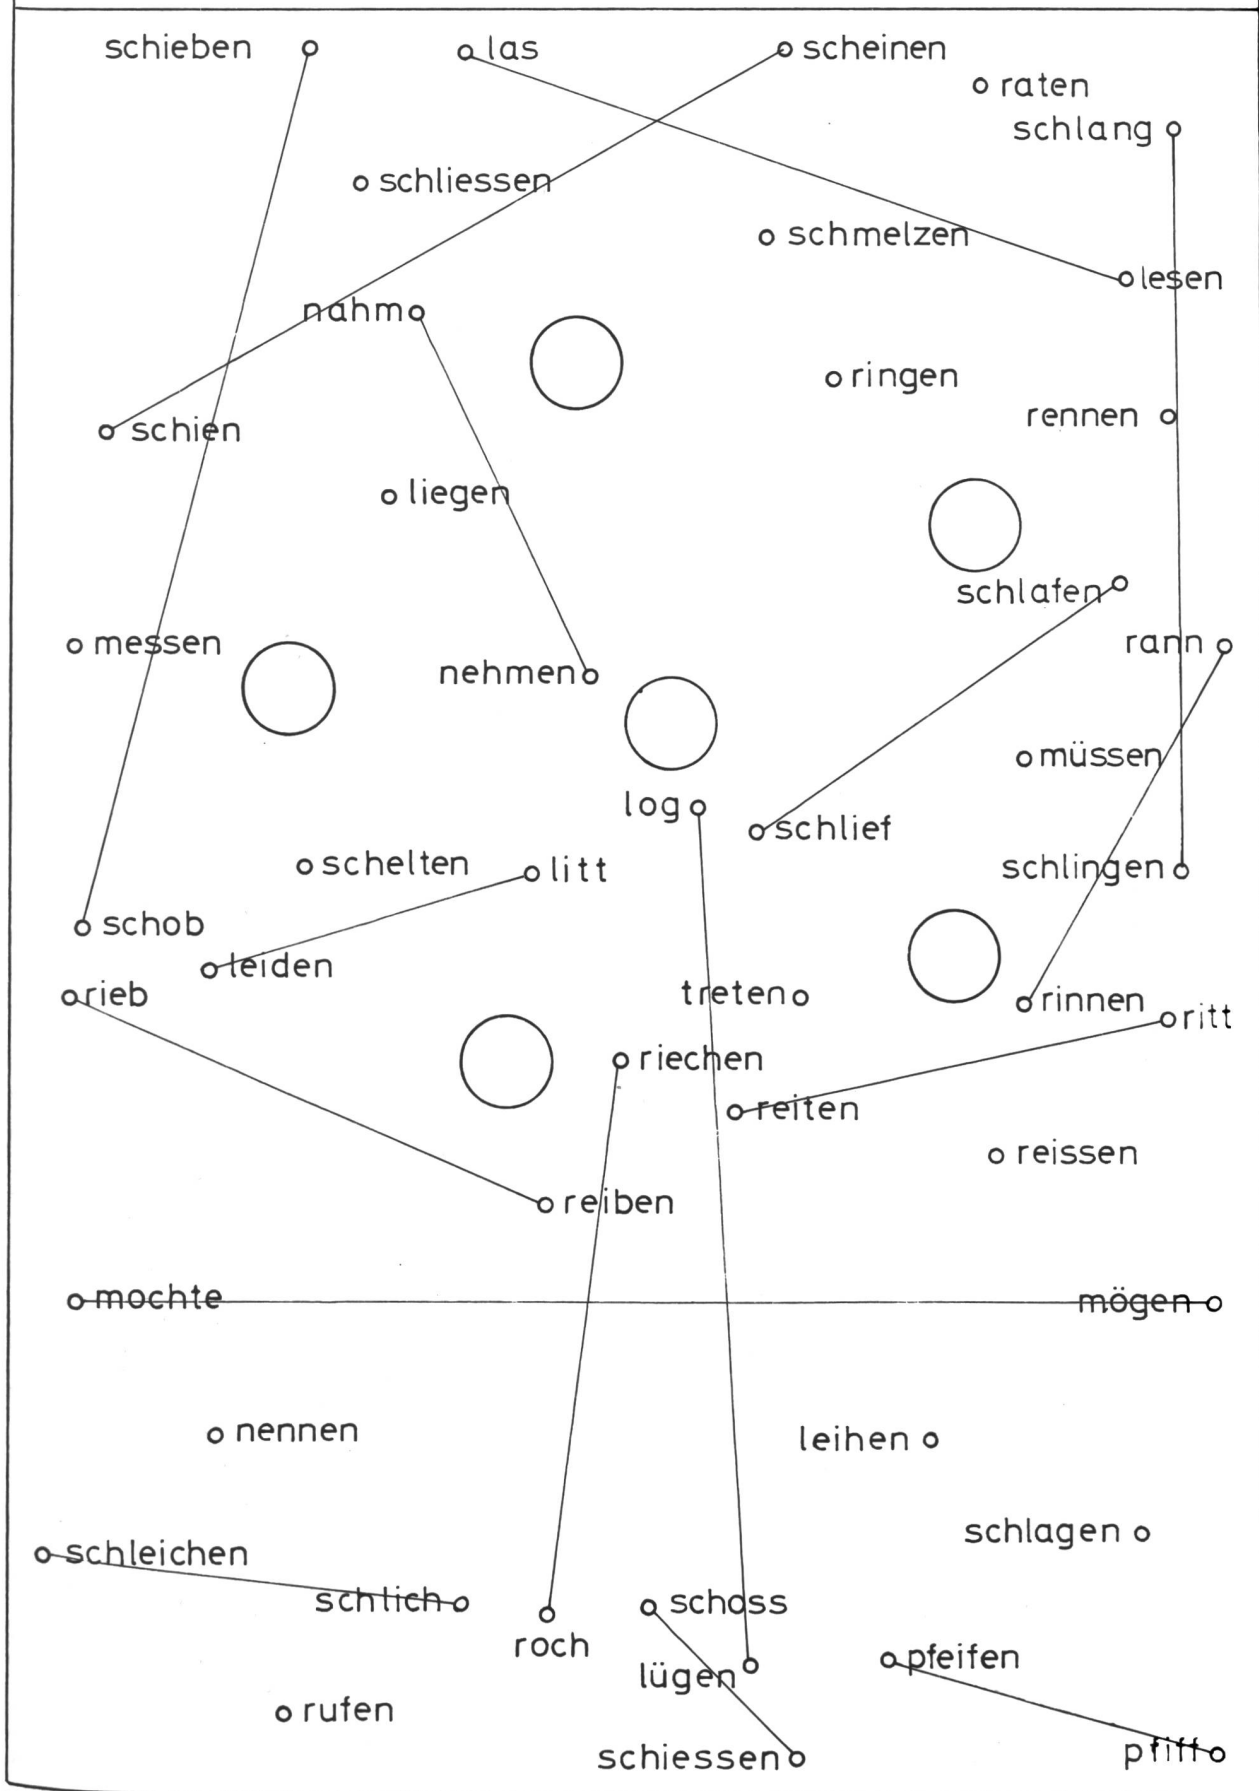 schieben
las
scheinen
raten
schlang
schliessen
schmelzen
lesen
nahm
ringen
rennen
schien
liegen
schlafen
messen
rann
nehmen
müssen
log
schlief
schelten
litt
schlingen
schob
leiden
rieb
treten
rinnen
ritt
riechen
reiten
reissen
reiben
mochte
mögen
nennen
leihen
schlagen
schleichen
schlich
schoss
roch
pfeifen
lügen
rufen
pfiff
schiessen